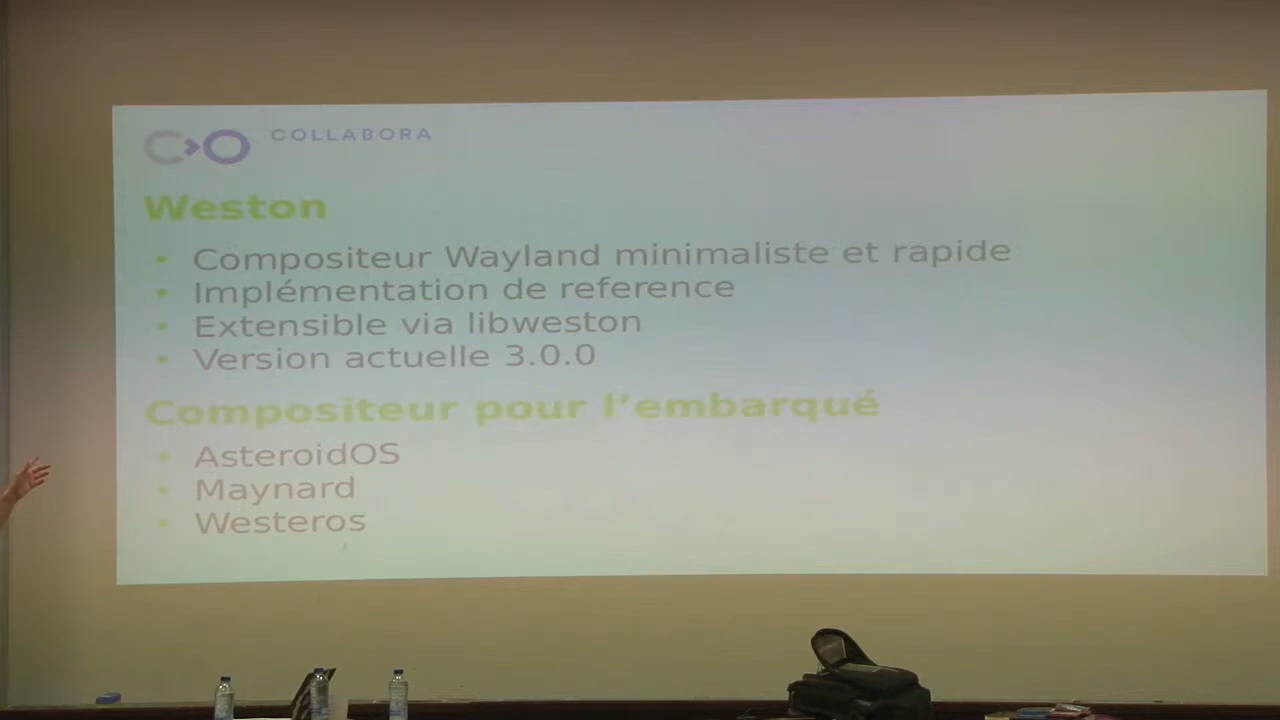 COLLABORA
Weston
• Compositeur Wayland minimaliste et rapide
• Implémentation de reference
• Extensible via libweston
• Version actuelle 3.0.0
Compositeur pour l’embarqué
• AsteroidOS
• Maynard
• Westeros